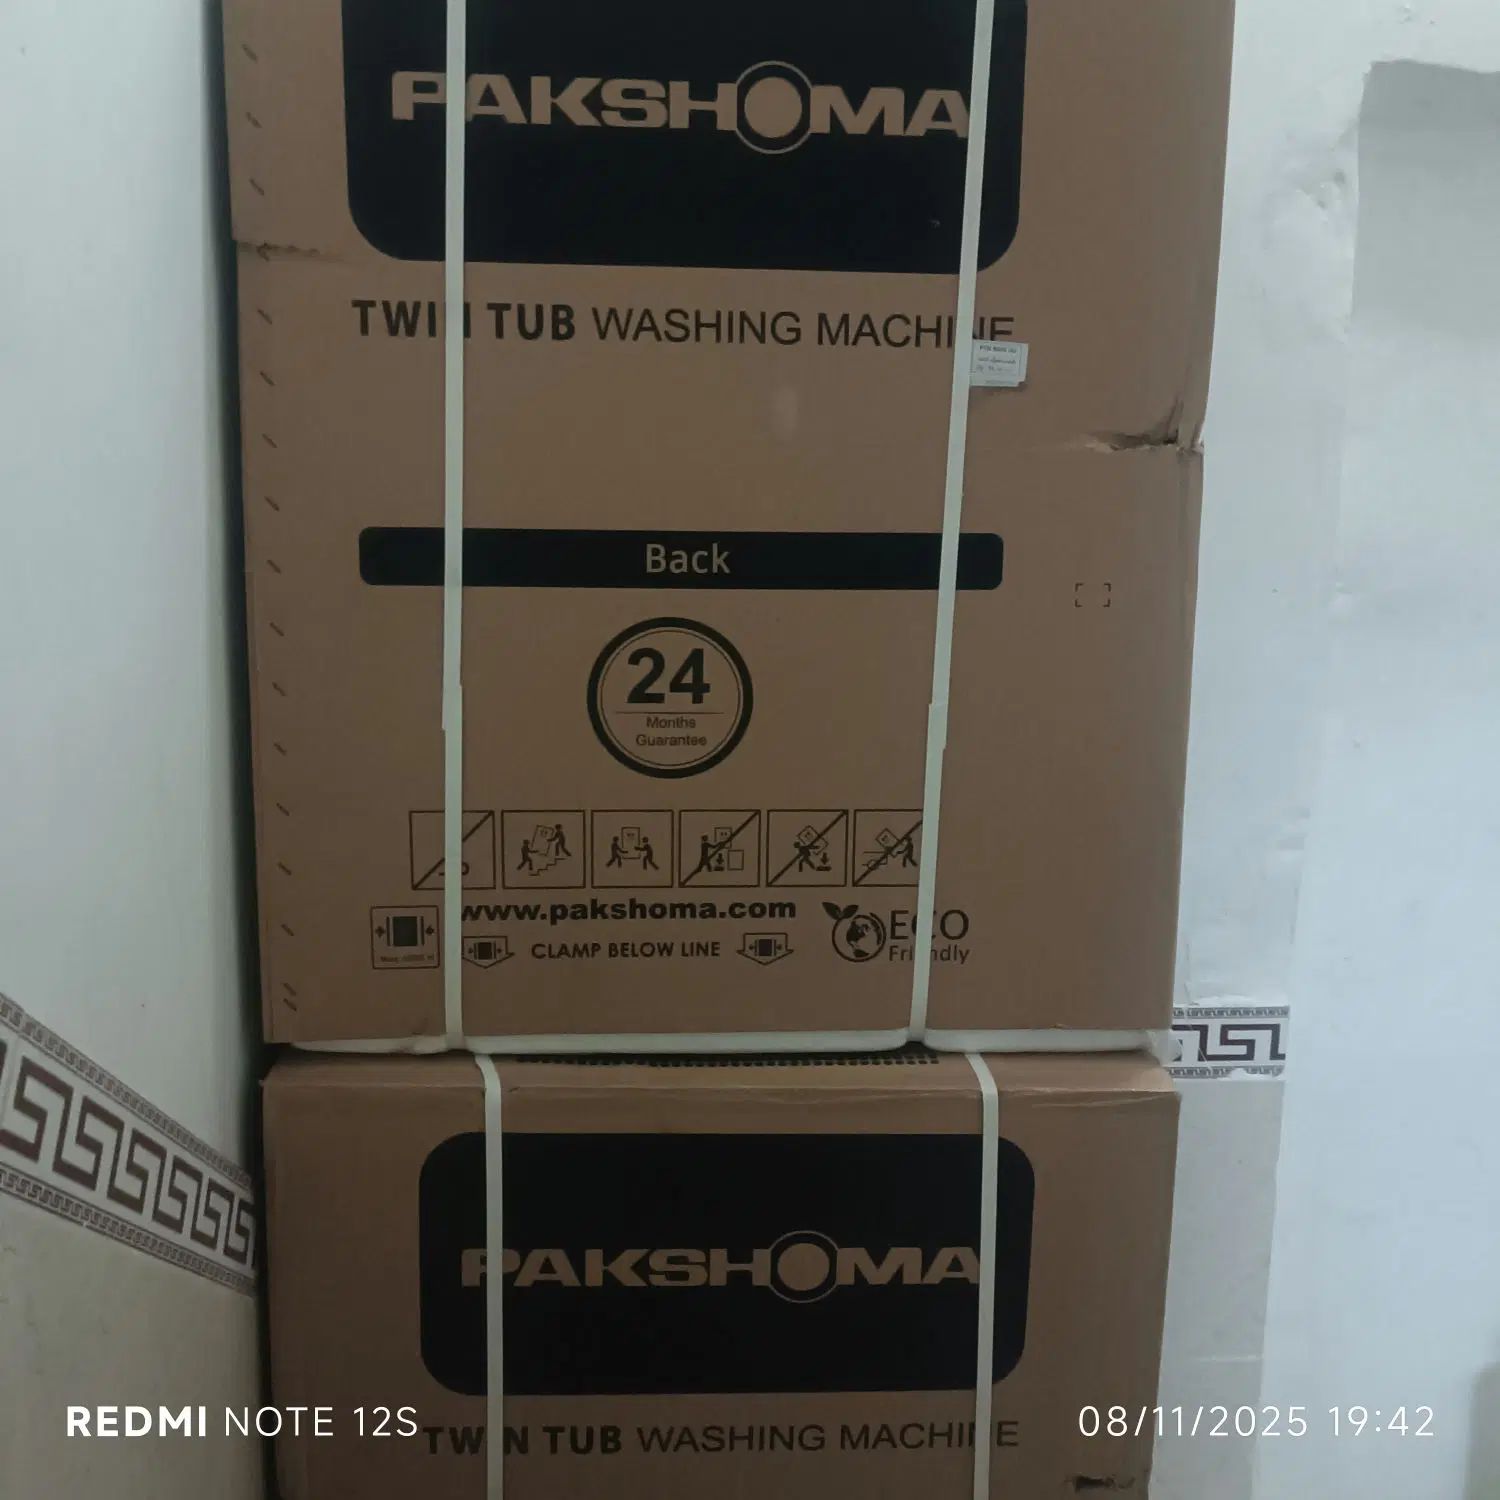 PAKSHOMA
TWIN TUB WASHING MACHINE
Back
24
Months
Guarantee
www.pakshoma.com
CLAMP BELOW LINE
ECO
Friendly
PAKSHOMA
TWIN TUB WASHING MACHINE
REDMI NOTE 12S
08/11/2025 19:42